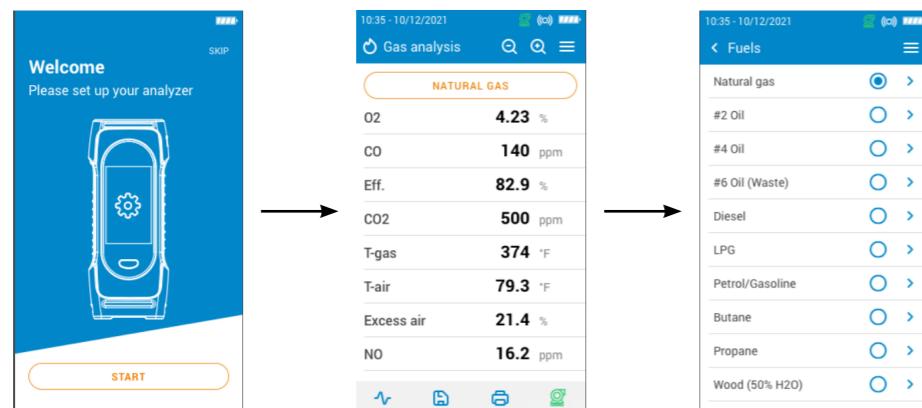 SKIP
Welcome
Please set up your analyzer
START
10:35 - 10/12/2021
Gas analysis
NATURAL GAS
O2 4.23 %
CO 140 ppm
Eff. 82.9 %
CO2 500 ppm
T-gas 374 °F
T-air 79.3 °F
Excess air 21.4 %
NO 16.2 ppm
10:35 - 10/12/2021
Fuels
Natural gas
#2 Oil
#4 Oil
#6 Oil (Waste)
Diesel
LPG
Petrol/Gasoline
Butane
Propane
Wood (50% H2O)